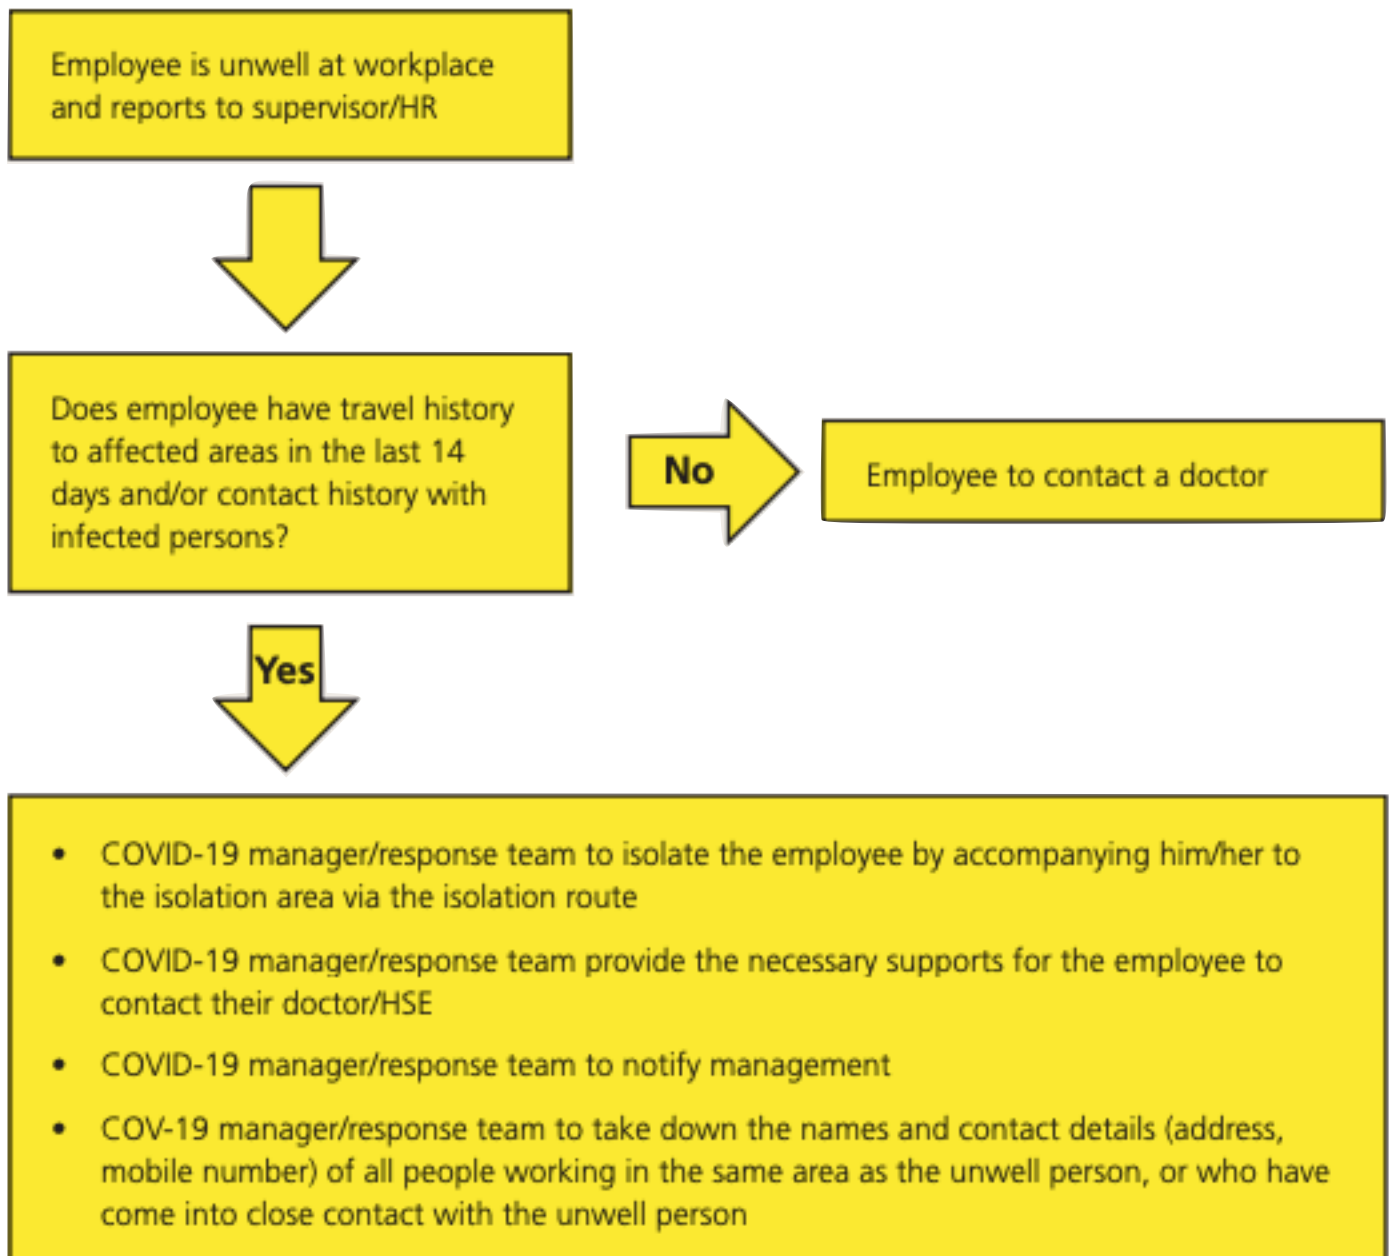 Employee is unwell at workplace
and reports to supervisor/HR
Does employee have travel history
to affected areas in the last 14
days and/or contact history with
infected persons?
No
Employee to contact a doctor
Yes
• COVID-19 manager/response team to isolate the employee by accompanying him/her to
the isolation area via the isolation route
• COVID-19 manager/response team provide the necessary supports for the employee to
contact their doctor/HSE
• COVID-19 manager/response team to notify management
• COV-19 manager/response team to take down the names and contact details (address,
mobile number) of all people working in the same area as the unwell person, or who have
come into close contact with the unwell person